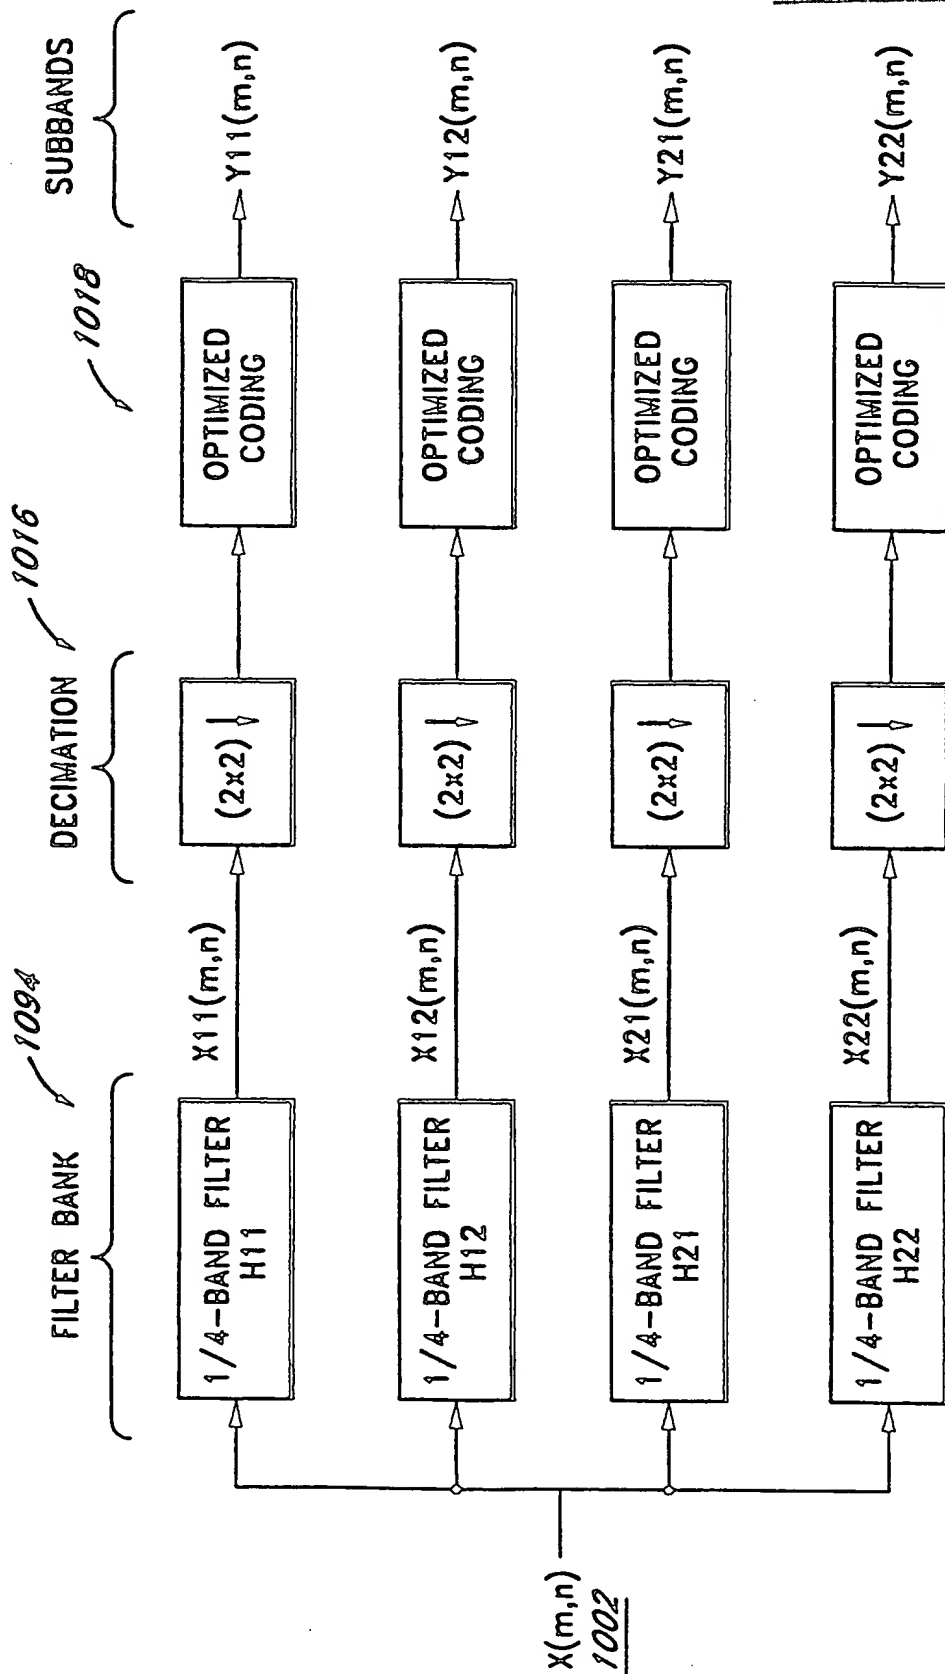 FILTER BANK
1094
DECIMATION
1016
1018
SUBBANDS
X(m,n)
1002
1/4-BAND FILTER
H11
X11(m,n)
(2x2)
OPTIMIZED
CODING
Y11(m,n)
1/4-BAND FILTER
H12
X12(m,n)
(2x2)
OPTIMIZED
CODING
Y12(m,n)
1/4-BAND FILTER
H21
X21(m,n)
(2x2)
OPTIMIZED
CODING
Y21(m,n)
1/4-BAND FILTER
H22
X22(m,n)
(2x2)
OPTIMIZED
CODING
Y22(m,n)